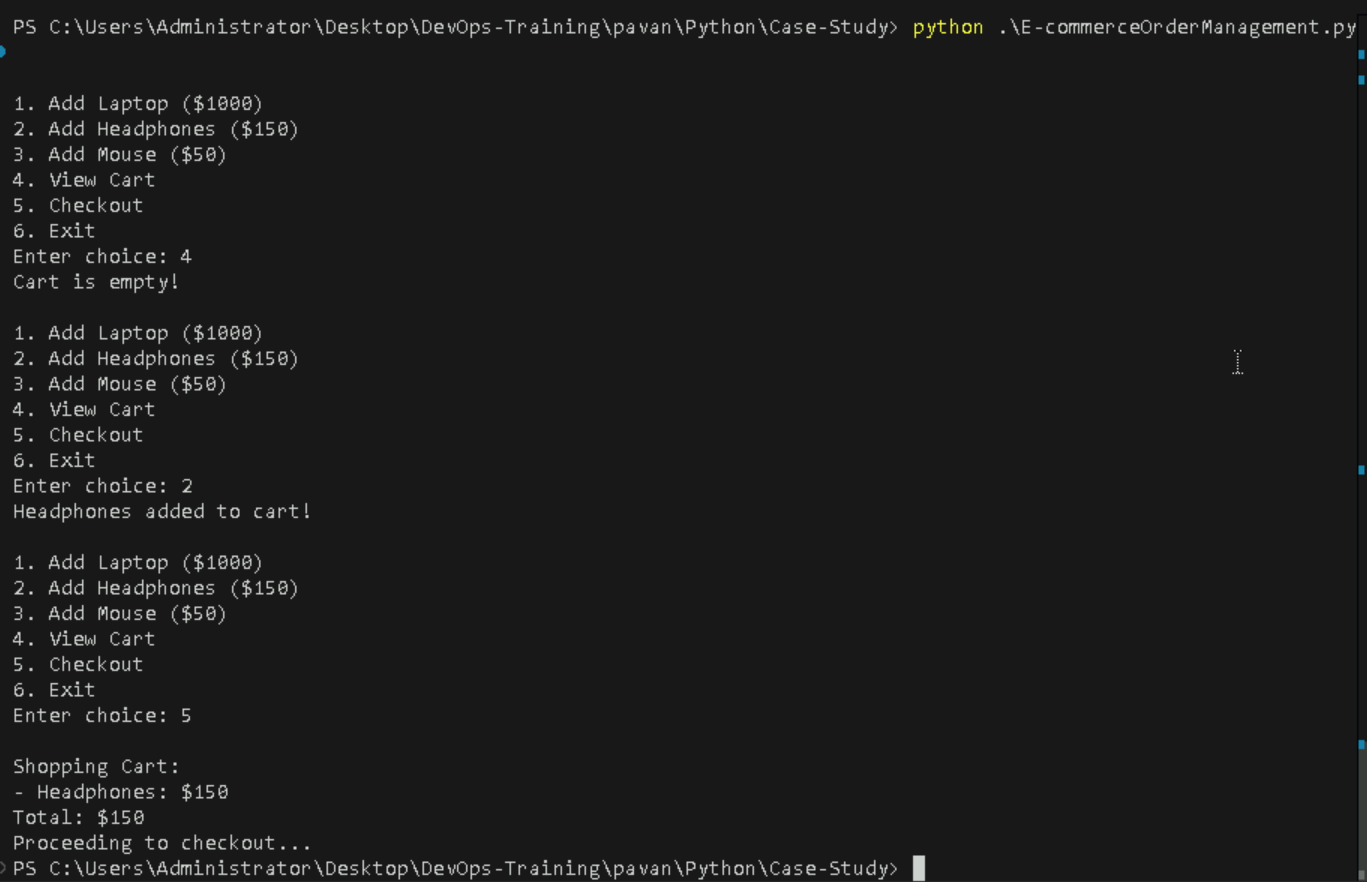 PS C:\Users\Administrator\Desktop\DevOps-Training\pavan\Python\Case-Study> python .\E-commerceOrderManagement.py
1. Add Laptop ($1000)
2. Add Headphones ($150)
3. Add Mouse ($50)
4. View Cart
5. Checkout
6. Exit
Enter choice: 4
Cart is empty!
1. Add Laptop ($1000)
2. Add Headphones ($150)
3. Add Mouse ($50)
4. View Cart
5. Checkout
6. Exit
Enter choice: 2
Headphones added to cart!
1. Add Laptop ($1000)
2. Add Headphones ($150)
3. Add Mouse ($50)
4. View Cart
5. Checkout
6. Exit
Enter choice: 5
Shopping Cart:
- Headphones: $150
Total: $150
Proceeding to checkout...
PS C:\Users\Administrator\Desktop\DevOps-Training\pavan\Python\Case-Study>